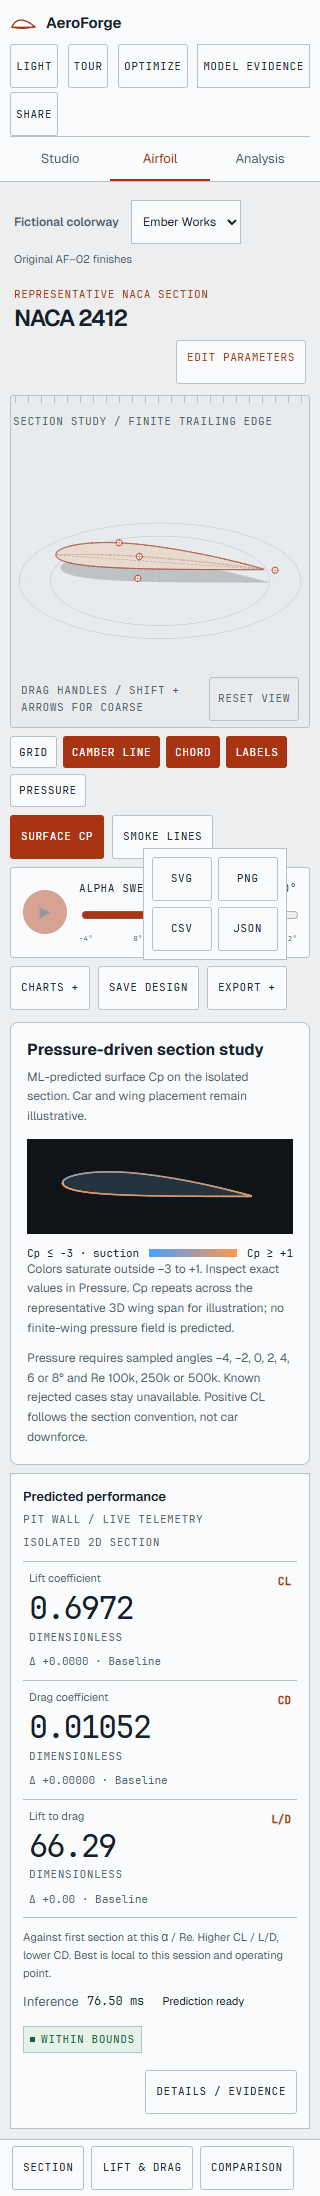 AeroForge
LIGHT
TOUR
OPTIMIZE
MODEL EVIDENCE
SHARE
Studio
Airfoil
Analysis
Fictional colorway
Ember Works
Original AF–02 finishes
REPRESENTATIVE NACA SECTION
NACA 2412
EDIT PARAMETERS
SECTION STUDY / FINITE TRAILING EDGE
DRAG HANDLES / SHIFT +
ARROWS FOR COARSE
RESET VIEW
GRID
CAMBER LINE
CHORD
LABELS
PRESSURE
SURFACE CP
SMOKE LINES
ALPHA SWE
0°
-4°
0°
2°
SVG
PNG
CSV
JSON
CHARTS +
SAVE DESIGN
EXPORT +
Pressure-driven section study
ML-predicted surface Cp on the isolated
section. Car and wing placement remain
illustrative.
Cp ≤ -3 · suction
Cp ≥ +1
Colors saturate outside −3 to +1. Inspect exact
values in Pressure. Cp repeats across the
representative 3D wing span for illustration; no
finite-wing pressure field is predicted.
Pressure requires sampled angles −4, −2, 0, 2, 4,
6 or 8° and Re 100k, 250k or 500k. Known
rejected cases stay unavailable. Positive CL
follows the section convention, not car
downforce.
Predicted performance
PIT WALL / LIVE TELEMETRY
ISOLATED 2D SECTION
Lift coefficient
CL
0.6972
DIMENSIONLESS
Δ +0.0000 · Baseline
Drag coefficient
CD
0.01052
DIMENSIONLESS
Δ +0.00000 · Baseline
Lift to drag
L/D
66.29
DIMENSIONLESS
Δ +0.00 · Baseline
Against first section at this α / Re. Higher CL / L/D,
lower CD. Best is local to this session and operating
point.
Inference 76.50 ms Prediction ready
WITHIN BOUNDS
DETAILS / EVIDENCE
SECTION
LIFT & DRAG
COMPARISON